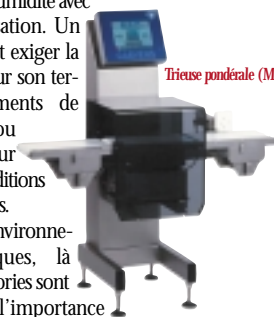 umidité avec
ation. Un
t exiger la
ur son ter-
ments de
ou
ur
ditions
s.
nvironne-
ques, là
ories sont
l'importance
Trieuse pondérale (M